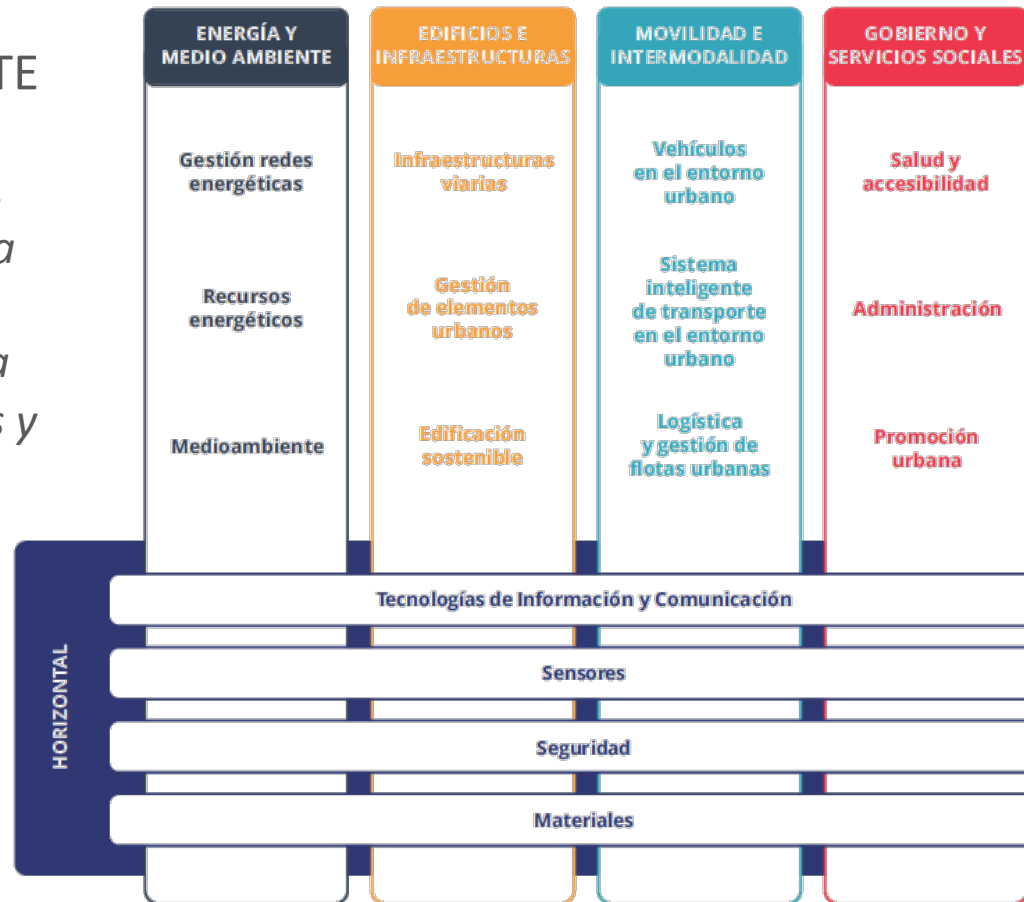 TE
a
a
s y
ENERGÍA Y
MEDIO AMBIENTE
Gestión redes
energéticas
Recursos
energéticos
Medioambiente
EDIFICIOS E
INFRAESTRUCTURAS
Infraestructuras
viarias
Gestión
de elementos
urbanos
Edificación
sostenible
MOVILIDAD E
INTERMODALIDAD
Vehículos
en el entorno
urbano
Sistema
inteligente
de transporte
en el entorno
urbano
Logística
y gestión de
flotas urbanas
GOBIERNO Y
SERVICIOS SOCIALES
Salud y
accesibilidad
Administración
Promoción
urbana
HORIZONTAL
Tecnologías de Información y Comunicación
Sensores
Seguridad
Materiales